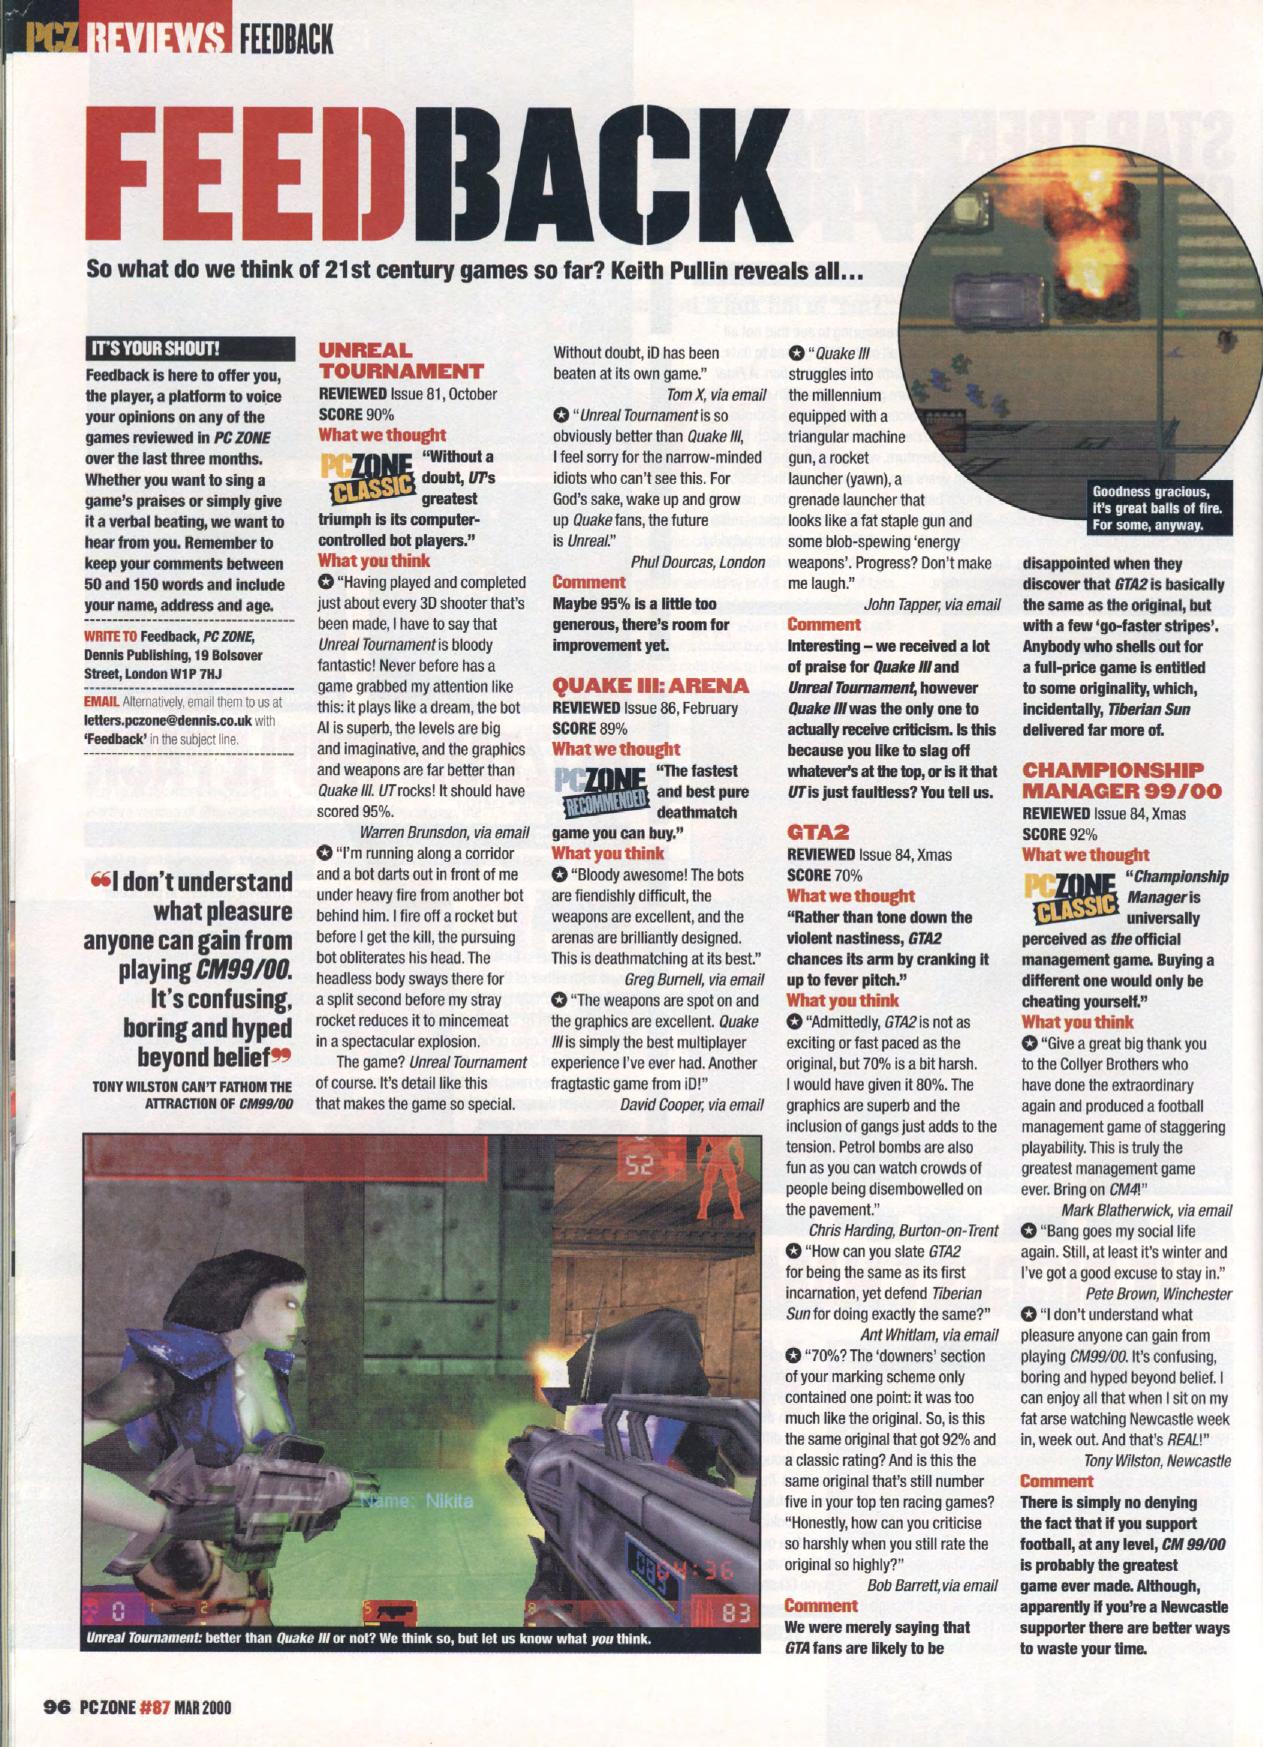 PCZ REVIEWS FEEDBACK
FEEDBACK
So what do we think of 21st century games so far? Keith Pullin reveals all...
IT'S YOUR SHOUT!
Feedback is here to offer you,
the player, a platform to voice
your opinions on any of the
games reviewed in PC ZONE
over the last three months.
Whether you want to sing a
game's praises or simply give
it a verbal beating, we want to
hear from you. Remember to
keep your comments between
50 and 150 words and include
your name, address and age.
WRITE TO Feedback, PC ZONE,
Dennis Publishing, 19 Bolsover
Street, London W1P 7HJ
EMAIL Alternatively, email them to us at
letters.pczone@dennis.co.uk with
'Feedback' in the subject line.
“I don't understand
what pleasure
anyone can gain from
playing CM99/00.
It's confusing,
boring and hyped
beyond belief”
TONY WILSTON CAN'T FATHOM THE
ATTRACTION OF CM99/00
UNREAL
TOURNAMENT
REVIEWED Issue 81, October
SCORE 90%
What we thought
PCZONE
CLASSIC
“Without a
doubt, UT's
greatest
triumph is its computer-
controlled bot players.”
What you think
✪ “Having played and completed
just about every 3D shooter that's
been made, I have to say that
Unreal Tournament is bloody
fantastic! Never before has a
game grabbed my attention like
this: it plays like a dream, the bot
AI is superb, the levels are big
and imaginative, and the graphics
and weapons are far better than
Quake III. UT rocks! It should have
scored 95%.
Warren Brunsdon, via email
✪ “I'm running along a corridor
and a bot darts out in front of me
under heavy fire from another bot
behind him. I fire off a rocket but
before I get the kill, the pursuing
bot obliterates his head. The
headless body sways there for
a split second before my stray
rocket reduces it to mincemeat
in a spectacular explosion.
The game? Unreal Tournament
of course. It's detail like this
that makes the game so special.
Without doubt, iD has been
beaten at its own game.”
Tom X, via email
✪ “Unreal Tournament is so
obviously better than Quake III,
I feel sorry for the narrow-minded
idiots who can't see this. For
God's sake, wake up and grow
up Quake fans, the future
is Unreal.”
Phul Dourcas, London
Comment
Maybe 95% is a little too
generous, there's room for
improvement yet.
QUAKE III: ARENA
REVIEWED Issue 86, February
SCORE 89%
What we thought
PCZONE
RECOMMENDED
“The fastest
and best pure
deathmatch
game you can buy.”
What you think
✪ “Bloody awesome! The bots
are fiendishly difficult, the
weapons are excellent, and the
arenas are brilliantly designed.
This is deathmatching at its best.”
Greg Burnell, via email
✪ “The weapons are spot on and
the graphics are excellent. Quake
III is simply the best multiplayer
experience I've ever had. Another
fragtastic game from iD!”
David Cooper, via email
✪ “Quake III
struggles into
the millennium
equipped with a
triangular machine
gun, a rocket
launcher (yawn), a
grenade launcher that
looks like a fat staple gun and
some blob-spewing ‘energy
weapons’. Progress? Don't make
me laugh.”
John Tapper, via email
Comment
Interesting – we received a lot
of praise for Quake III and
Unreal Tournament, however
Quake III was the only one to
actually receive criticism. Is this
because you like to slag off
whatever's at the top, or is it that
UT is just faultless? You tell us.
GTA2
REVIEWED Issue 84, Xmas
SCORE 70%
What we thought
“Rather than tone down the
violent nastiness, GTA2
chances its arm by cranking it
up to fever pitch.”
What you think
✪ “Admittedly, GTA2 is not as
exciting or fast paced as the
original, but 70% is a bit harsh.
I would have given it 80%. The
graphics are superb and the
inclusion of gangs just adds to the
tension. Petrol bombs are also
fun as you can watch crowds of
people being disembowelled on
the pavement.”
Chris Harding, Burton-on-Trent
✪ “How can you slate GTA2
for being the same as its first
incarnation, yet defend Tiberian
Sun for doing exactly the same?”
Ant Whitlam, via email
✪ “70%? The ‘downers’ section
of your marking scheme only
contained one point: it was too
much like the original. So, is this
the same original that got 92% and
a classic rating? And is this the
same original that's still number
five in your top ten racing games?
“Honestly, how can you criticise
so harshly when you still rate the
original so highly?”
Bob Barrett, via email
Comment
We were merely saying that
GTA fans are likely to be
Goodness gracious,
it's great balls of fire.
For some, anyway.
disappointed when they
discover that GTA2 is basically
the same as the original, but
with a few ‘go-faster stripes’.
Anybody who shells out for
a full-price game is entitled
to some originality, which,
incidentally, Tiberian Sun
delivered far more of.
CHAMPIONSHIP
MANAGER 99/00
REVIEWED Issue 84, Xmas
SCORE 92%
What we thought
PCZONE
CLASSIC
“Championship
Manager is
universally
perceived as the official
management game. Buying a
different one would only be
cheating yourself.”
What you think
✪ “Give a great big thank you
to the Collyer Brothers who
have done the extraordinary
again and produced a football
management game of staggering
playability. This is truly the
greatest management game
ever. Bring on CM4!”
Mark Blatherwick, via email
✪ “Bang goes my social life
again. Still, at least it's winter and
I've got a good excuse to stay in.”
Pete Brown, Winchester
✪ “I don't understand what
pleasure anyone can gain from
playing CM99/00. It's confusing,
boring and hyped beyond belief. I
can enjoy all that when I sit on my
fat arse watching Newcastle week
in, week out. And that's REAL!”
Tony Wilston, Newcastle
Comment
There is simply no denying
the fact that if you support
football, at any level, CM 99/00
is probably the greatest
game ever made. Although,
apparently if you're a Newcastle
supporter there are better ways
to waste your time.
52
Name: Nikita
04:36
0
1
2
5
8
83
Unreal Tournament: better than Quake III or not? We think so, but let us know what you think.
96 PCZONE #87 MAR 2000